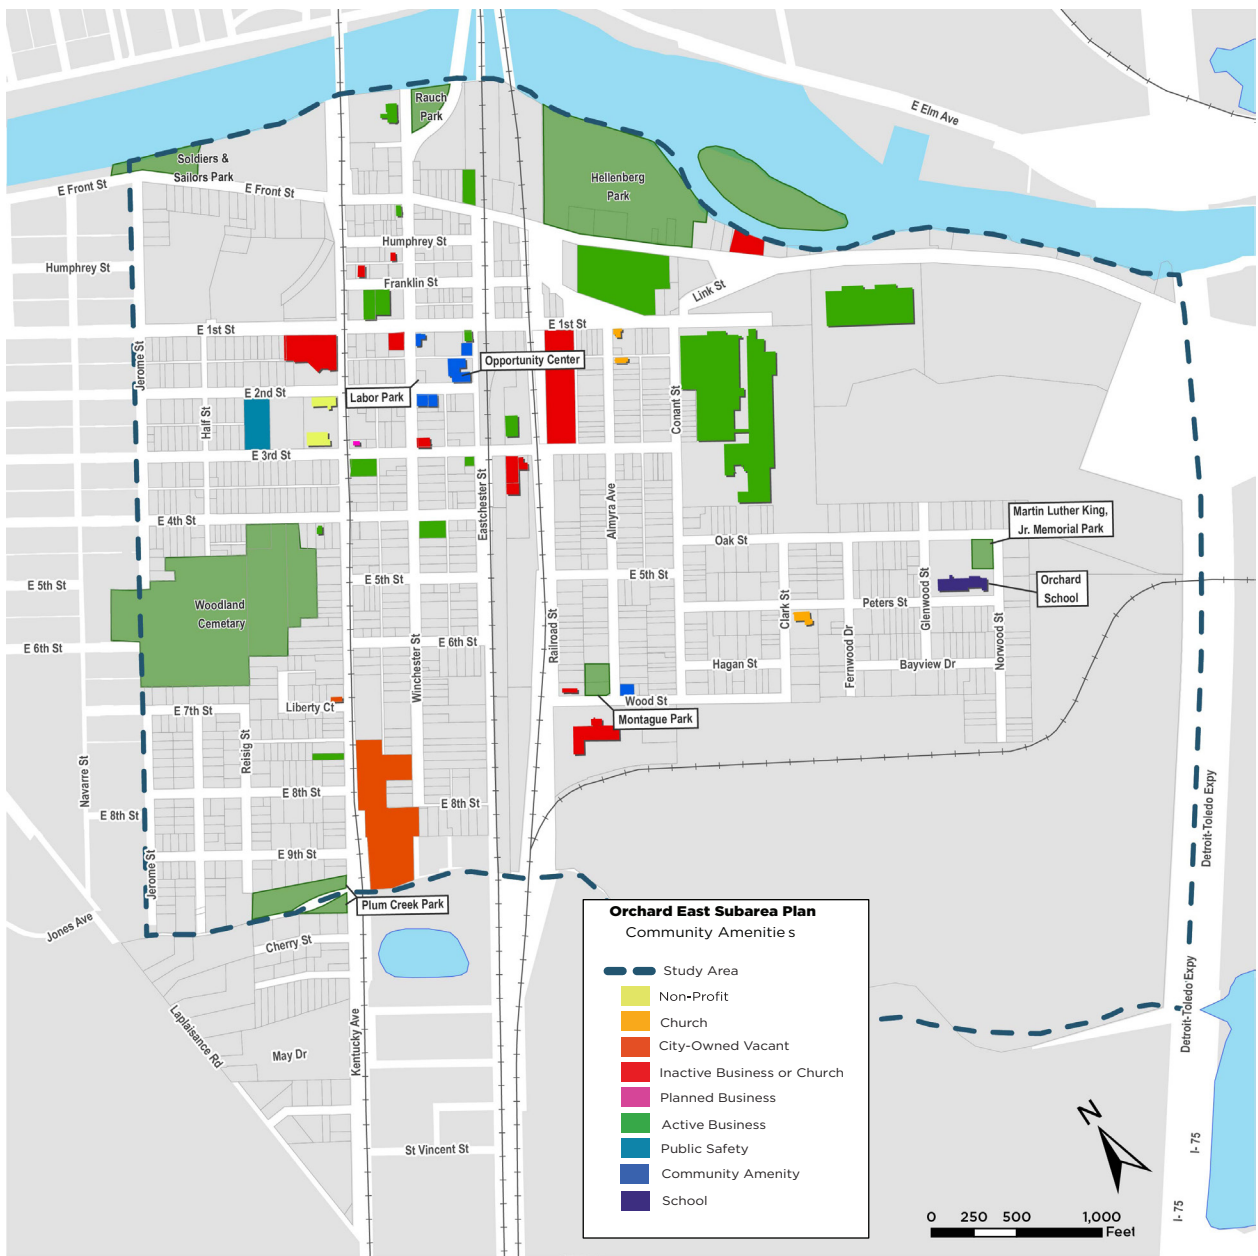 Rauch
Park
E Elm Ave
Soldiers &
Sailors Park
E Front St
E Front St
Hellenberg
Park
Humphrey St
Humphrey St
Franklin St
Link St
E 1st St
E 1st St
Jerome St
Opportunity Center
Labor Park
E 2nd St
Half St
Conant St
E 3rd St
Eastchester St
Almyra Ave
E 4th St
Oak St
Martin Luther King,
Jr. Memorial Park
E 5th St
E 5th St
E 5th St
Orchard
School
Woodland
Cemetary
Clark St
Peters St
Glenwood St
E 6th St
E 6th St
Railroad St
Winchester St
Fernwood Dr
Norwood St
Hagan St
Bayview Dr
Wood St
Montague Park
E 7th St
Liberty Ct
Reisig St
Navarre St
E 8th St
E 8th St
E 8th St
Detroit-Toledo Expy
E 9th St
Jerome St
Plum Creek Park
Jones Ave
Cherry St
Laplaisance Rd
May Dr
Kentucky Ave
St Vincent St
Detroit-Toledo Expy
I- 75
I- 75
Orchard East Subarea Plan
Community Amenities
Study Area
Non-Profit
Church
City-Owned Vacant
Inactive Business or Church
Planned Business
Active Business
Public Safety
Community Amenity
School
N
0 250 500 1,000
Feet